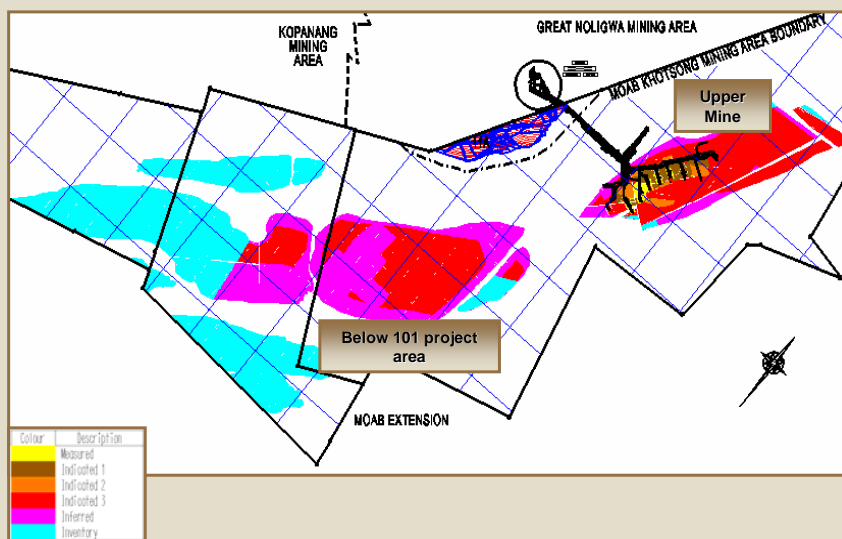 KOPANANG
MINING
AREA
GREAT NOLIGWA MINING AREA
MOAB KHOTSONG MINING AREA BOUNDARY
Upper
Mine
Below 101 project
area
MOAB EXTENSION
Colour Description
Measured
Indicated 1
Indicated 2
Indicated 3
Inferred
Inventory